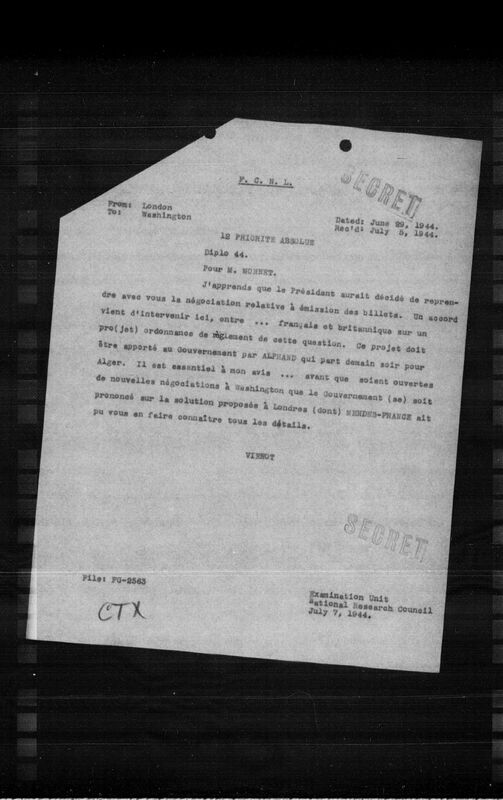 F. C. N. L.
SECRET
From: London
To: Washington
Dated: June 29, 1944.
Rec'd: July 5, 1944.
12 PRIORITE ABSOLUE
Diplo 44.
Pour M. MONNET.
J'apprends que le Président aurait décidé de repren-
dre avec vous la négociation relative à émission des billets. Un accord
vient d'intervenir ici, entre ... français et britannique sur un
pro(jet) ordonnance de règlement de cette question. Ce projet doit
être apporté au Gouvernement par ALPHAND qui part demain soir pour
Alger. Il est essentiel à mon avis ... avant que soient ouvertes
de nouvelles négociations à Washington que le Gouvernement (se) soit
prononcé sur la solution proposée à Londres (dont) MENDES-FRANCE ait
pu vous en faire connaître tous les détails.
VIENOT
SECRET
File: FG-2563
CTX
Examination Unit
National Research Council
July 7, 1944.